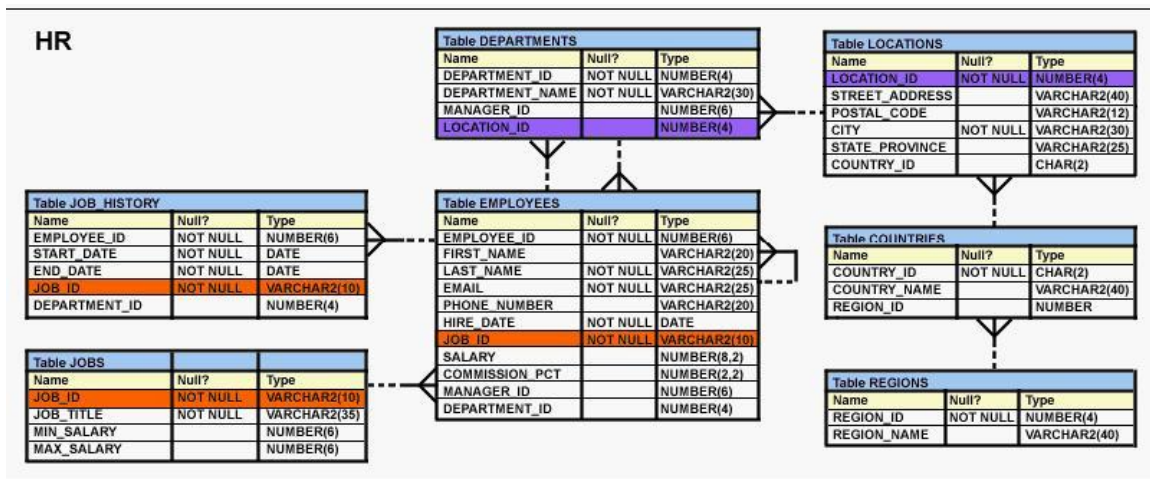 HR
Table DEPARTMENTS
Name Null? Type
DEPARTMENT_ID NOT NULL NUMBER(4)
DEPARTMENT_NAME NOT NULL VARCHAR2(30)
MANAGER_ID NUMBER(6)
LOCATION_ID NUMBER(4)
Table LOCATIONS
Name Null? Type
LOCATION_ID NOT NULL NUMBER(4)
STREET_ADDRESS VARCHAR2(40)
POSTAL_CODE VARCHAR2(12)
CITY NOT NULL VARCHAR2(30)
STATE_PROVINCE VARCHAR2(25)
COUNTRY_ID CHAR(2)
Table JOB_HISTORY
Name Null? Type
EMPLOYEE_ID NOT NULL NUMBER(6)
START_DATE NOT NULL DATE
END_DATE NOT NULL DATE
JOB_ID NOT NULL VARCHAR2(10)
DEPARTMENT_ID NUMBER(4)
Table EMPLOYEES
Name Null? Type
EMPLOYEE_ID NOT NULL NUMBER(6)
FIRST_NAME VARCHAR2(20)
LAST_NAME NOT NULL VARCHAR2(25)
EMAIL NOT NULL VARCHAR2(25)
PHONE_NUMBER VARCHAR2(20)
HIRE_DATE NOT NULL DATE
JOB_ID NOT NULL VARCHAR2(10)
SALARY NUMBER(8,2)
COMMISSION_PCT NUMBER(2,2)
MANAGER_ID NUMBER(6)
DEPARTMENT_ID NUMBER(4)
Table COUNTRIES
Name Null? Type
COUNTRY_ID NOT NULL CHAR(2)
COUNTRY_NAME VARCHAR2(40)
REGION_ID NUMBER
Table JOBS
Name Null? Type
JOB_ID NOT NULL VARCHAR2(10)
JOB_TITLE NOT NULL VARCHAR2(35)
MIN_SALARY NUMBER(6)
MAX_SALARY NUMBER(6)
Table REGIONS
Name Null? Type
REGION_ID NOT NULL NUMBER(4)
REGION_NAME VARCHAR2(40)